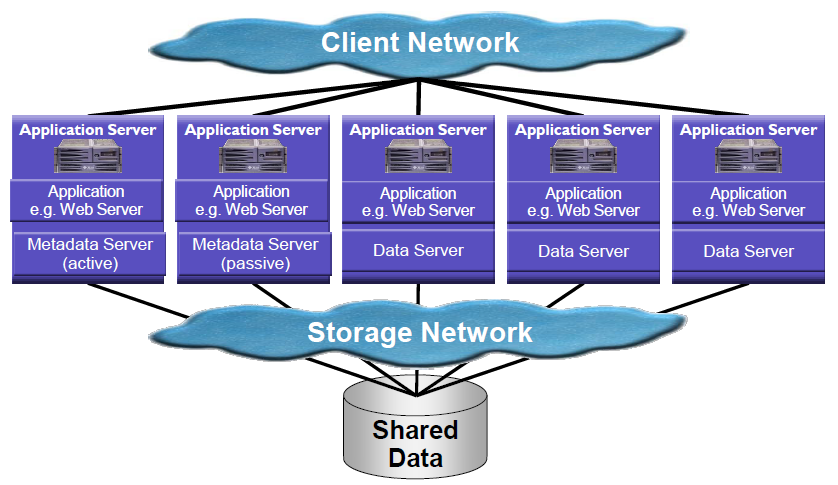 Client Network
Application Server
Application
e.g. Web Server
Metadata Server
(active)
Application Server
Application
e.g. Web Server
Metadata Server
(passive)
Application Server
Application
e.g. Web Server
Data Server
Application Server
Application
e.g. Web Server
Data Server
Application Server
Application
e.g. Web Server
Data Server
Storage Network
Shared
Data